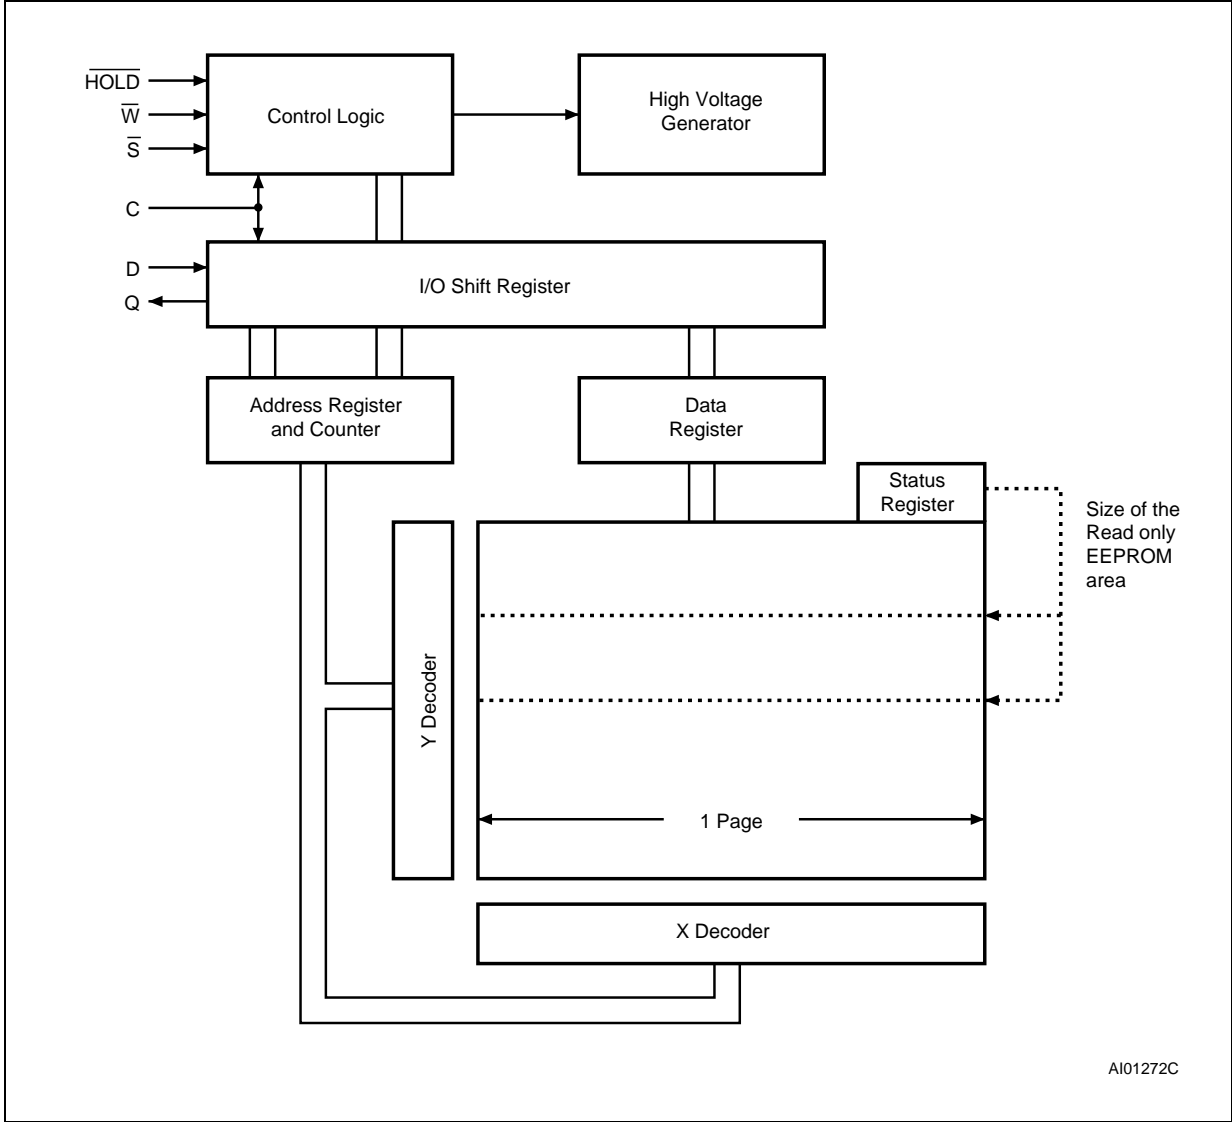 HOLD
W
S
C
D
Q
Control Logic
High Voltage
Generator
I/O Shift Register
Address Register
and Counter
Data
Register
Status
Register
Size of the
Read only
EEPROM
area
Y Decoder
1 Page
X Decoder
AI01272C